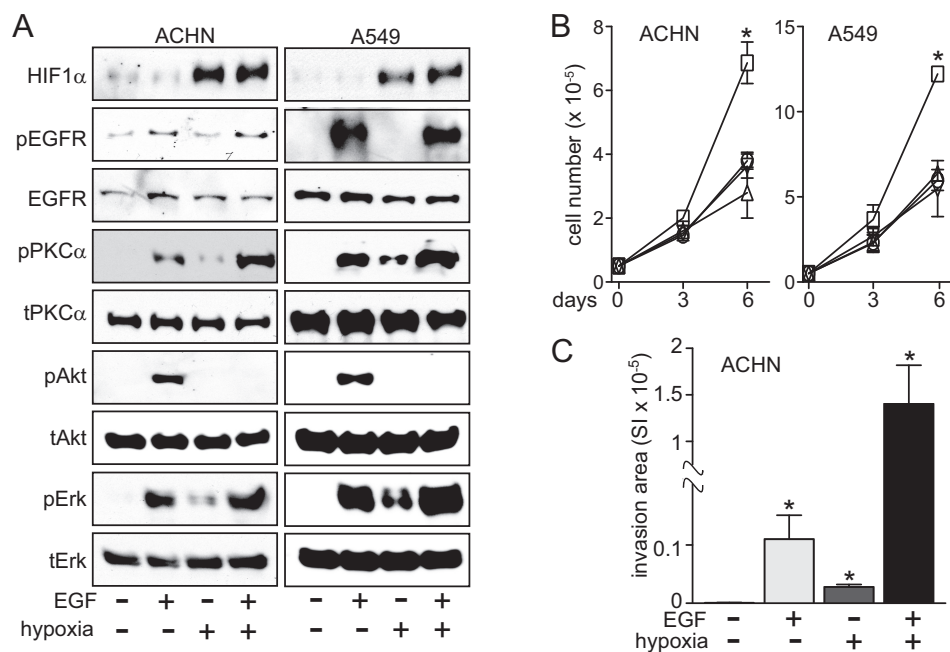 A
ACHN A549
HIF1α
pEGFR
EGFR
pPKCα
tPKCα
pAkt
tAkt
pErk
tErk
EGF - + - + - + - +
hypoxia - - + + - - + +
B
ACHN A549
cell number (x 10⁻⁵)
8 * 15 *
6
4 10
2 5
0 0
days 0 3 6 0 3 6
C
ACHN
invasion area (SI x 10⁻⁵)
2
1
0.1
0
* * *
EGF - + - +
hypoxia - - + +